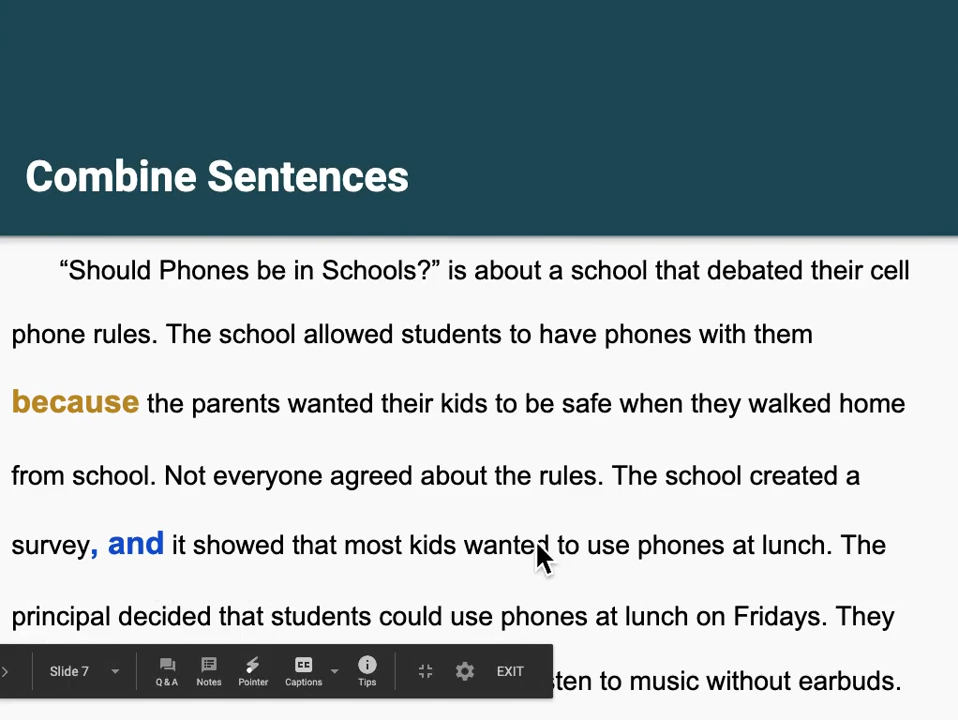 Combine Sentences
“Should Phones be in Schools?” is about a school that debated their cell
phone rules. The school allowed students to have phones with them
because the parents wanted their kids to be safe when they walked home
from school. Not everyone agreed about the rules. The school created a
survey, and it showed that most kids wanted to use phones at lunch. The
principal decided that students could use phones at lunch on Fridays. They
to music without earbuds.
Slide 7
Q & A
Notes
Pointer
CC
Captions
Tips
EXIT